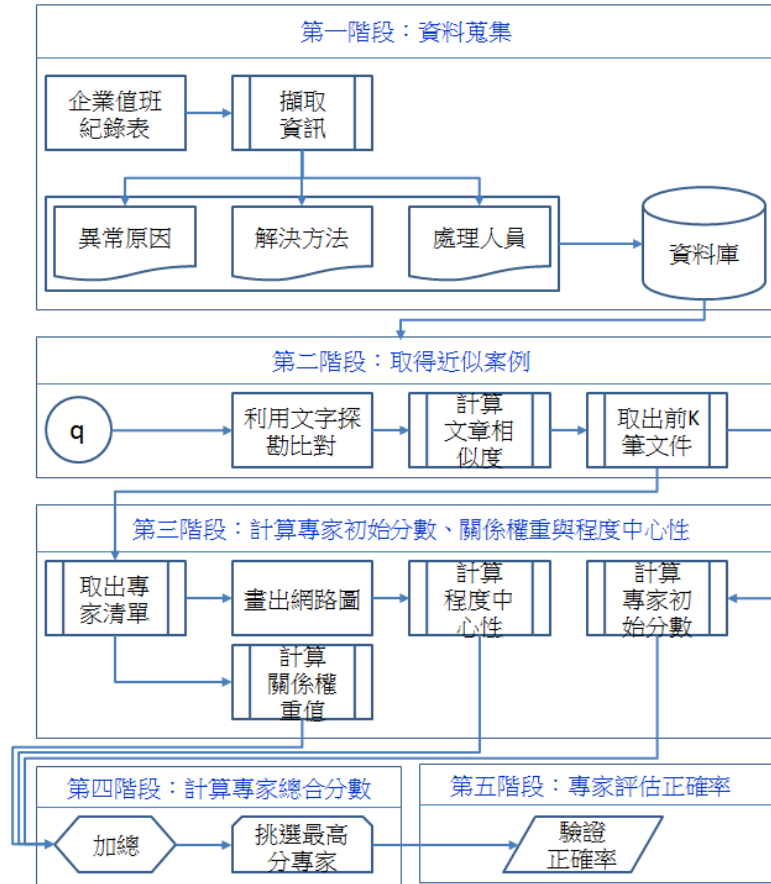 第一階段：資料蒐集
企業值班
紀錄表
擷取
資訊
異常原因
解決方法
處理人員
資料庫
第二階段：取得近似案例
q
利用文字探
勘比對
計算
文章相
似度
取出前K
筆文件
第三階段：計算專家初始分數、關係權重與程度中心性
取出專
家清單
畫出網路圖
計算
程度中
心性
計算
專家初
始分數
計算
關係權
重值
第四階段：計算專家總合分數
加總
挑選最高
分專家
第五階段：專家評估正確率
驗證
正確率